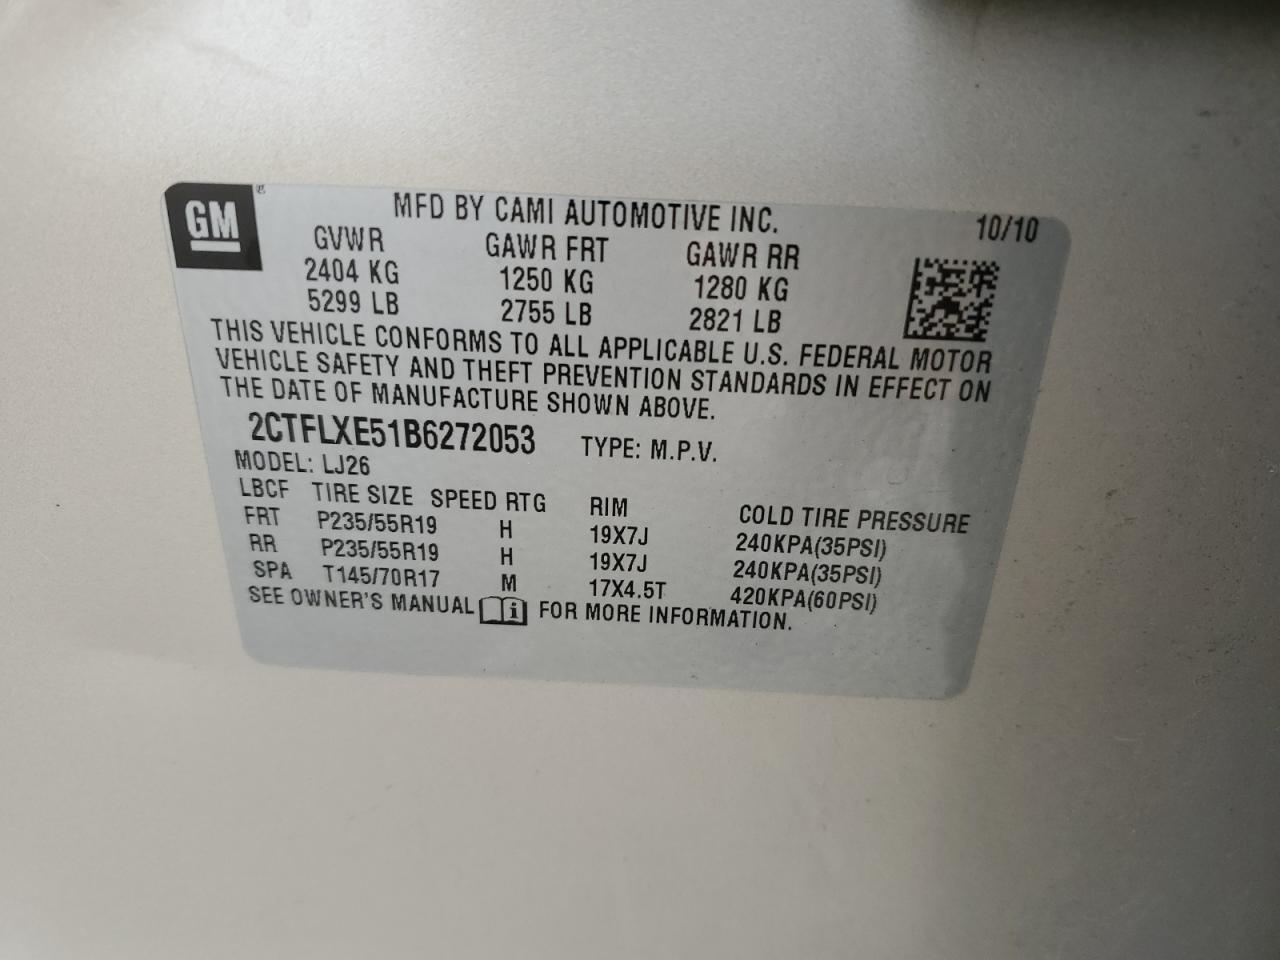 GM
MFD BY CAMI AUTOMOTIVE INC. 10/10
GVWR GAWR FRT GAWR RR
2404 KG 1250 KG 1280 KG
5299 LB 2755 LB 2821 LB
THIS VEHICLE CONFORMS TO ALL APPLICABLE U.S. FEDERAL MOTOR
VEHICLE SAFETY AND THEFT PREVENTION STANDARDS IN EFFECT ON
THE DATE OF MANUFACTURE SHOWN ABOVE.
2CTFLXE51B6272053 TYPE: M.P.V.
MODEL: LJ26
LBCF TIRE SIZE SPEED RTG RIM COLD TIRE PRESSURE
FRT P235/55R19 H 19X7J 240KPA(35PSI)
RR P235/55R19 H 19X7J 240KPA(35PSI)
SPA T145/70R17 M 17X4.5T 420KPA(60PSI)
SEE OWNER'S MANUAL i FOR MORE INFORMATION.